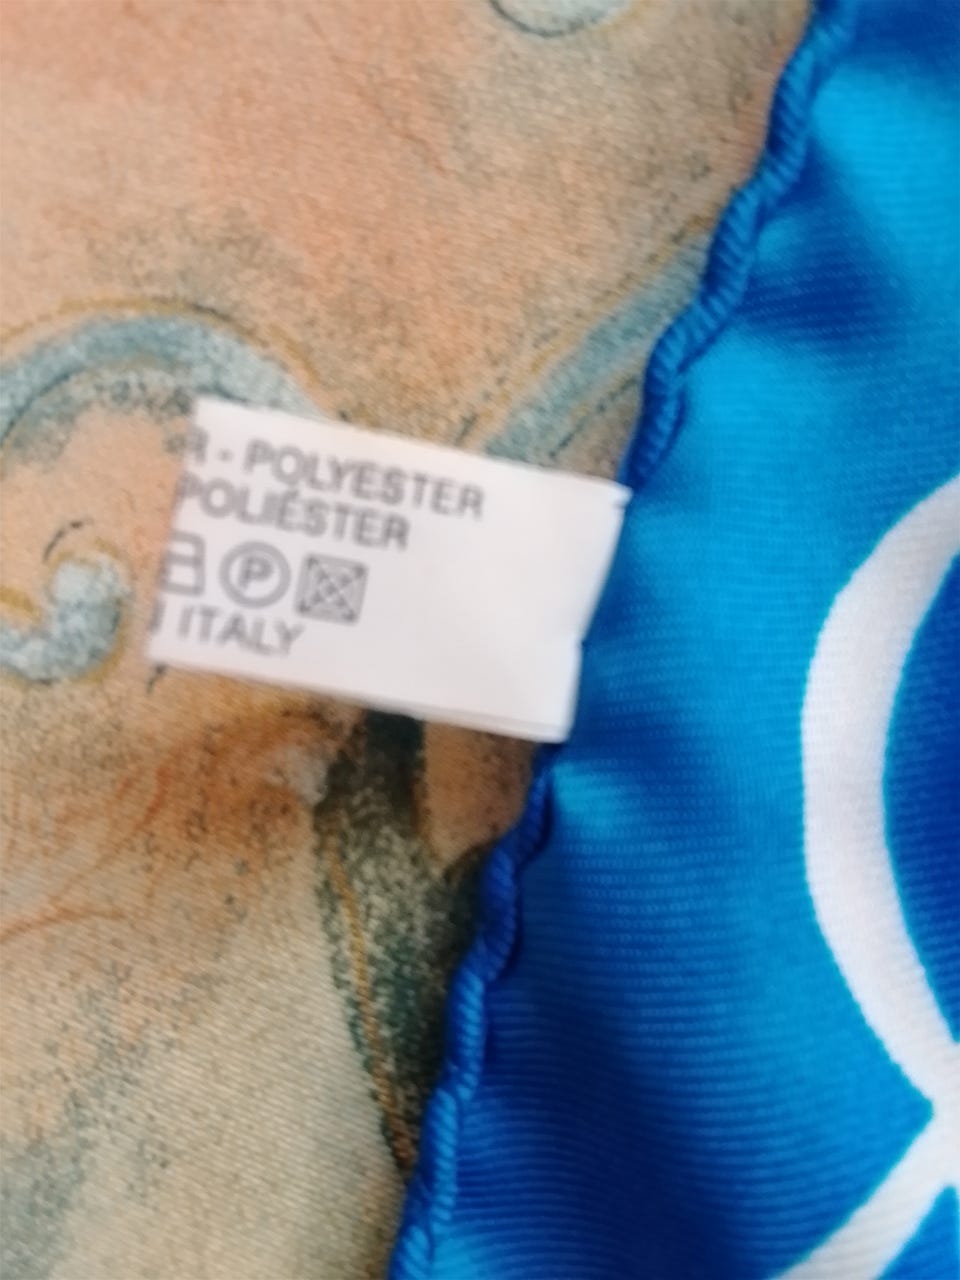 R - POLYESTER
POLIÉSTER
P
ITALY